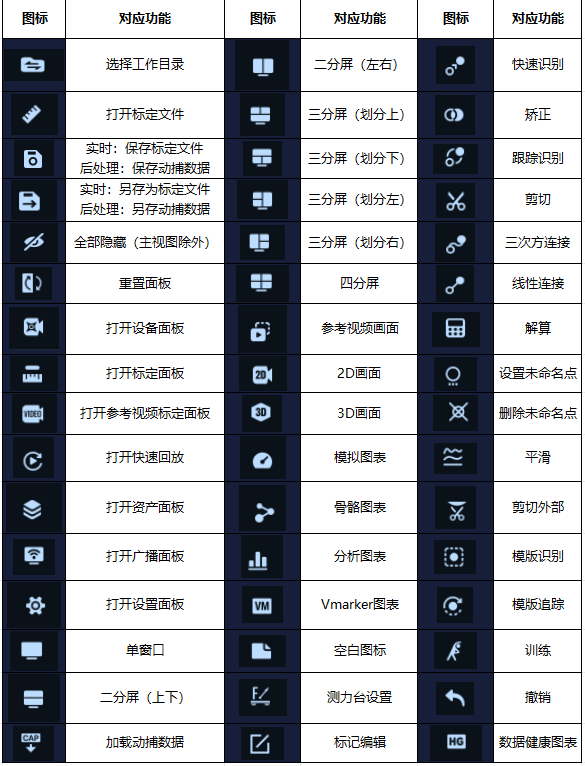 图标 对应功能 图标 对应功能 图标 对应功能
选择工作目录 二分屏（左右） 快速识别
打开标定文件 三分屏（划分上） 矫正
实时：保存标定文件
后处理：保存动捕数据 三分屏（划分下） 跟踪识别
实时：另存为标定文件
后处理：另存动捕数据 三分屏（划分左） 剪切
全部隐藏（主视图除外） 三分屏（划分右） 三次方连接
重置面板 四分屏 线性连接
打开设备面板 参考视频画面 解算
打开标定面板 2D 2D画面 设置未命名点
VIDEO 打开参考视频标定面板 3D 3D画面 删除未命名点
打开快速回放 模拟图表 平滑
打开资产面板 骨骼图表 剪切外部
打开广播面板 分析图表 模版识别
打开设置面板 VM Vmarker图表 模版追踪
单窗口 空白图标 训练
二分屏（上下） F 测力台设置 撤销
CAP 加载动捕数据 标记编辑 HG 数据健康图表